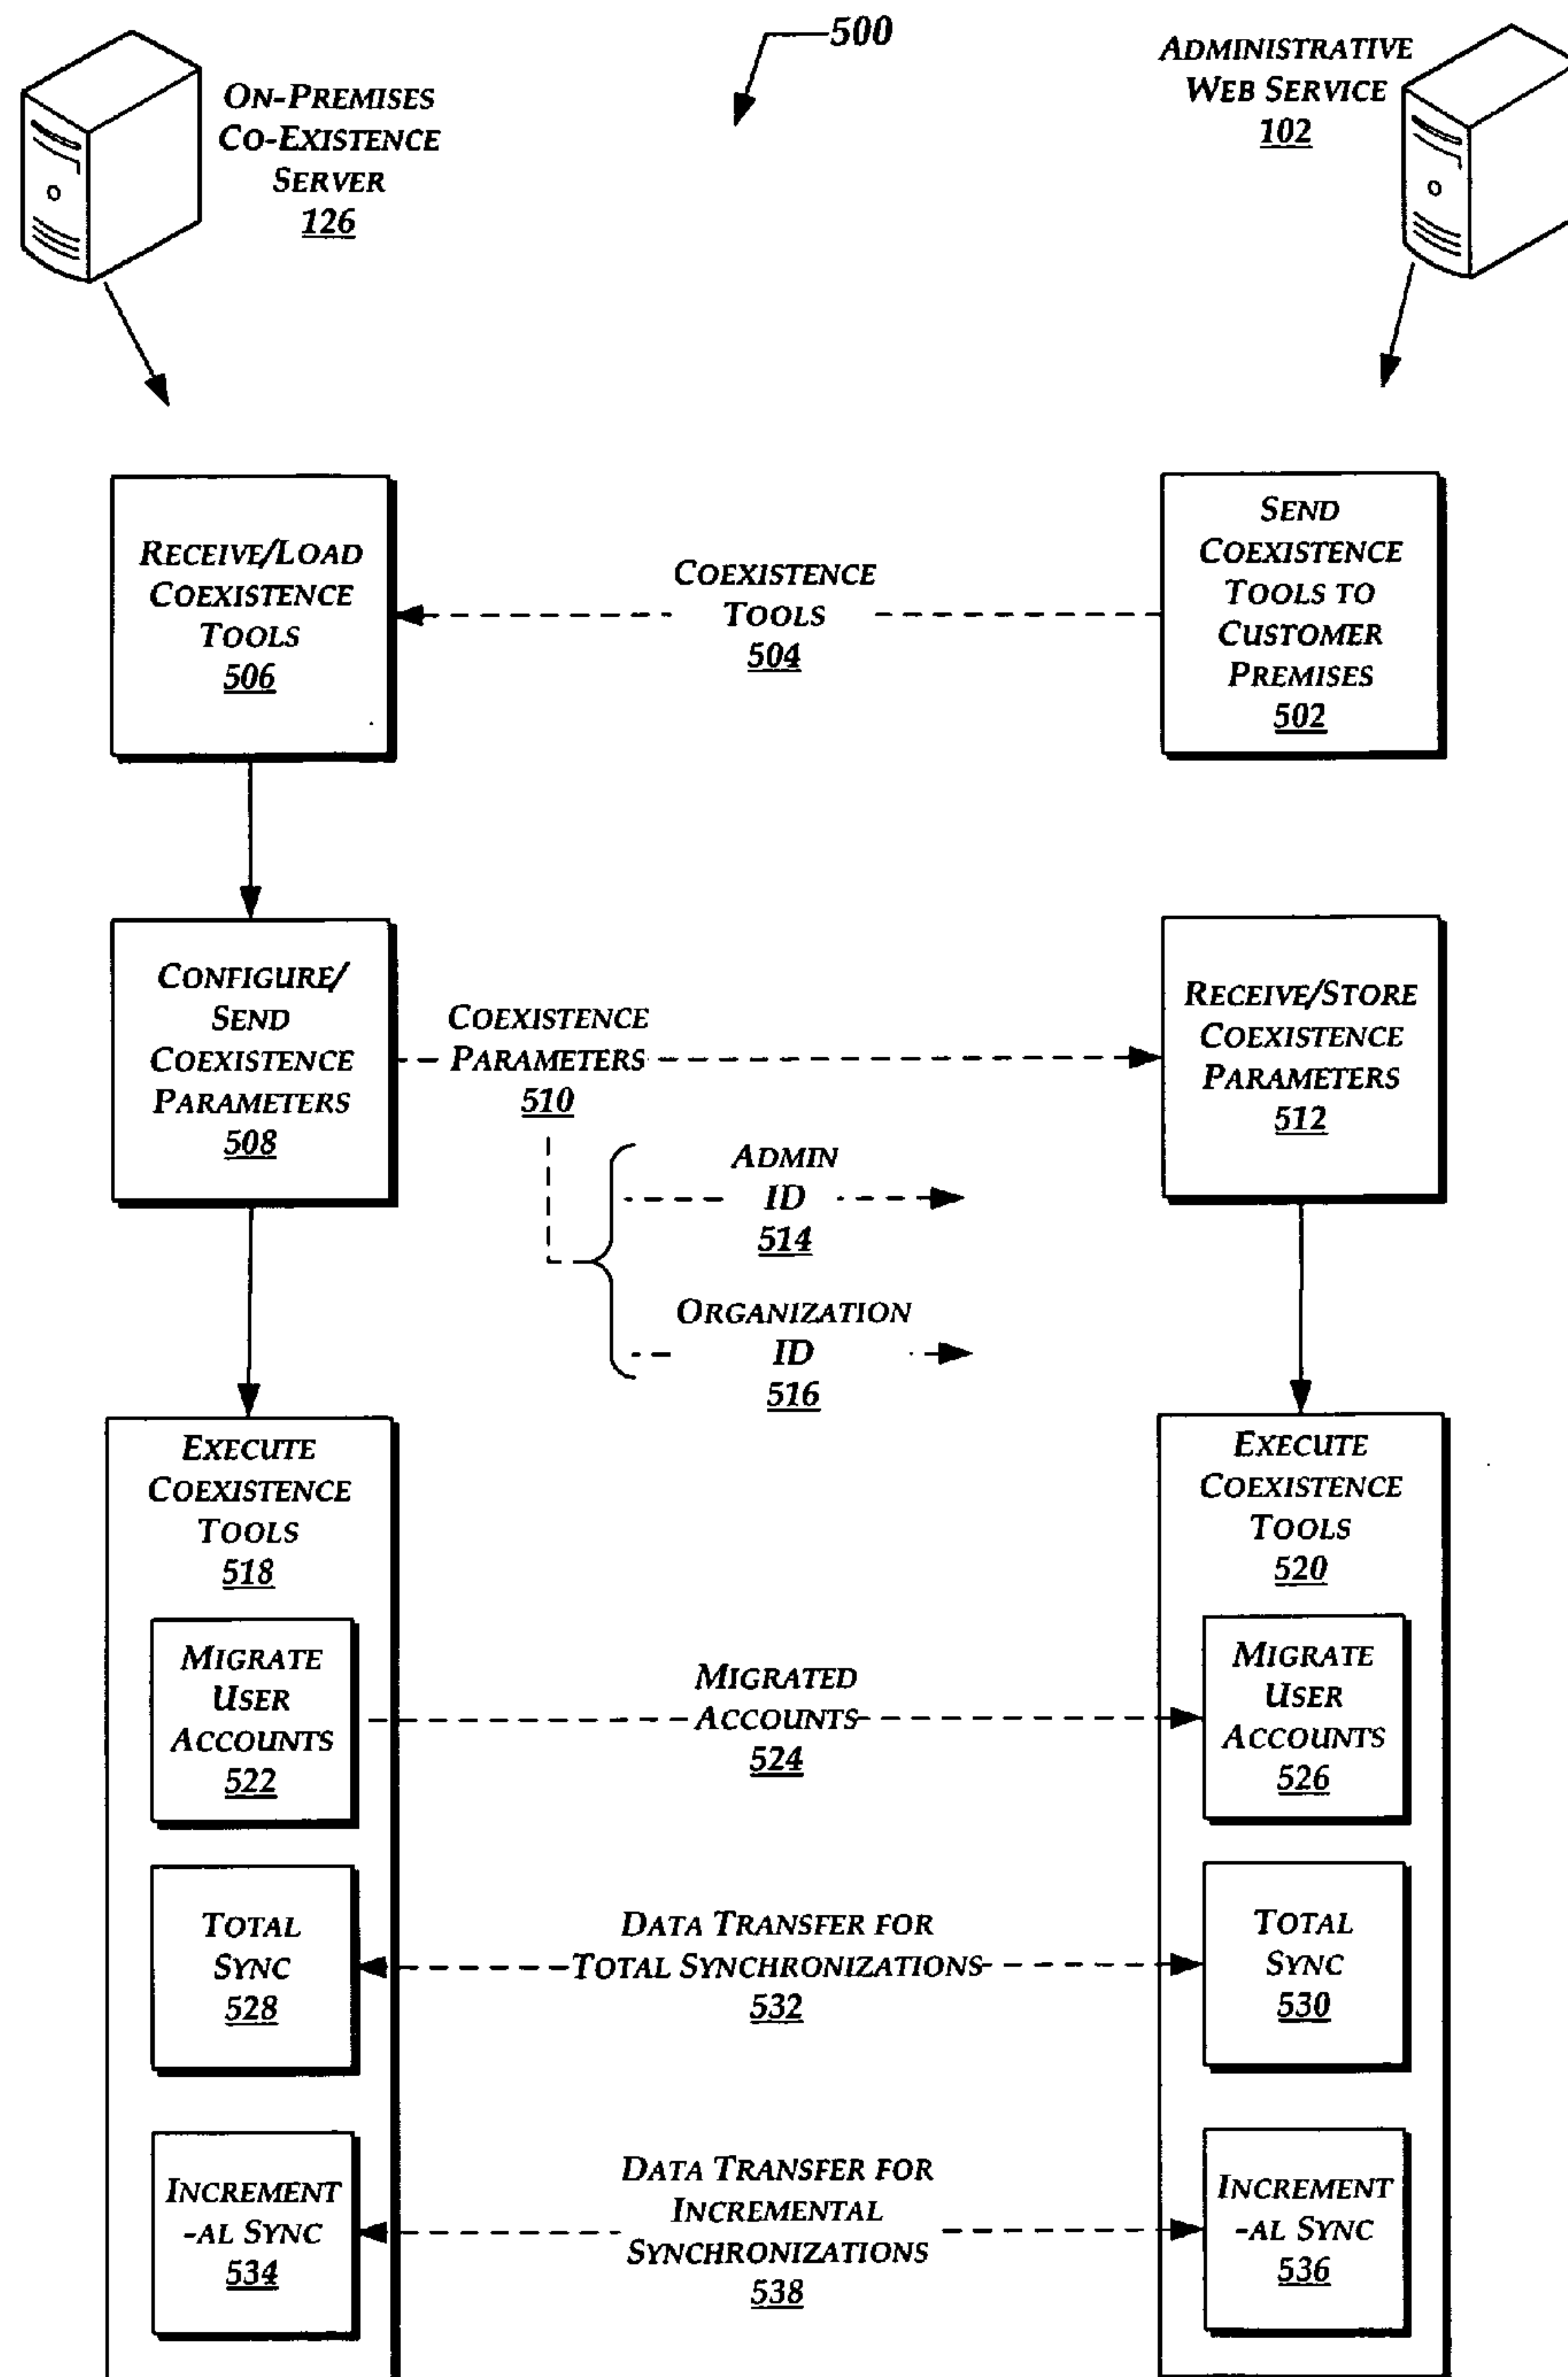 500
ON-PREMISES
CO-EXISTENCE
SERVER
126
ADMINISTRATIVE
WEB SERVICE
102
RECEIVE/LOAD
COEXISTENCE
TOOLS
506
COEXISTENCE
TOOLS
504
SEND
COEXISTENCE
TOOLS TO
CUSTOMER
PREMISES
502
CONFIGURE/
SEND
COEXISTENCE
PARAMETERS
508
COEXISTENCE
PARAMETERS
510
RECEIVE/STORE
COEXISTENCE
PARAMETERS
512
ADMIN
ID
514
ORGANIZATION
ID
516
EXECUTE
COEXISTENCE
TOOLS
518
EXECUTE
COEXISTENCE
TOOLS
520
MIGRATE
USER
ACCOUNTS
522
MIGRATED
ACCOUNTS
524
MIGRATE
USER
ACCOUNTS
526
TOTAL
SYNC
528
DATA TRANSFER FOR
TOTAL SYNCHRONIZATIONS
532
TOTAL
SYNC
530
INCREMENT
-AL SYNC
534
DATA TRANSFER FOR
INCREMENTAL
SYNCHRONIZATIONS
538
INCREMENT
-AL SYNC
536